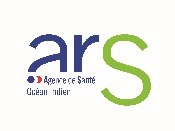 ars
Agence de Santé
Océan Indien